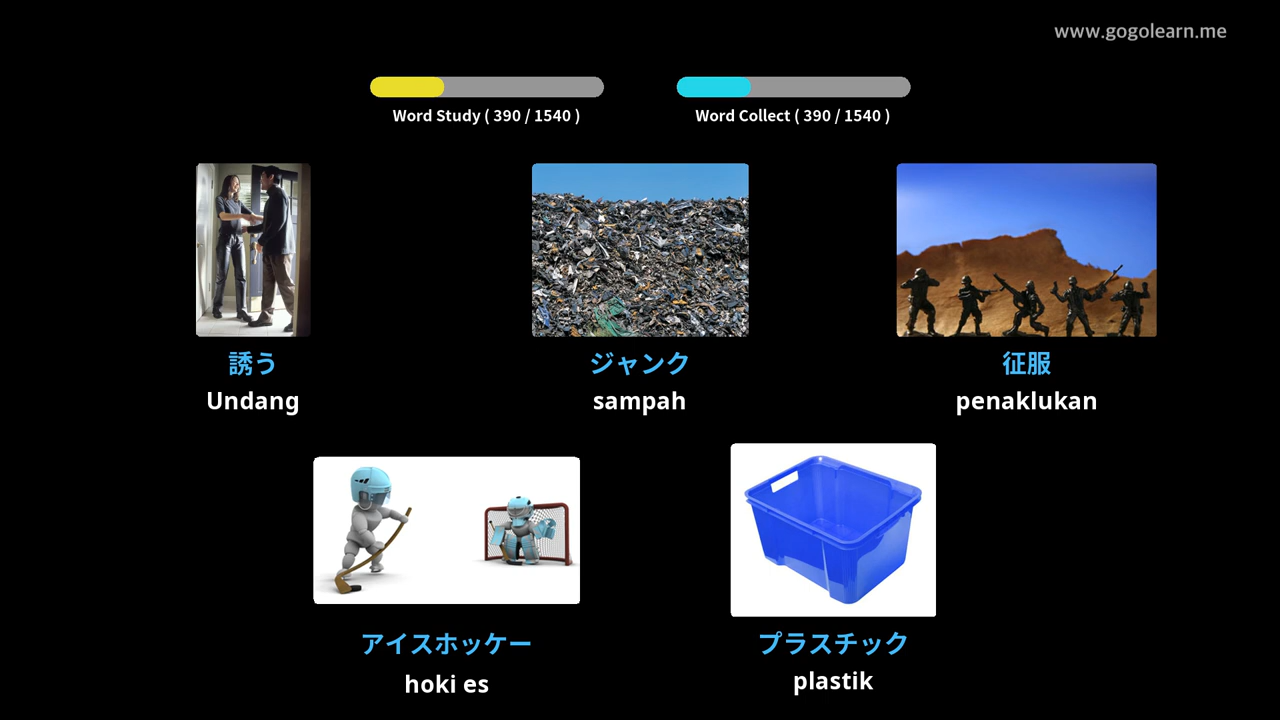 www.gogolearn.me
Word Study ( 390 / 1540 )
Word Collect ( 390 / 1540 )
誘う
Undang
ジャンク
sampah
征服
penaklukan
アイスホッケー
hoki es
プラスチック
plastik